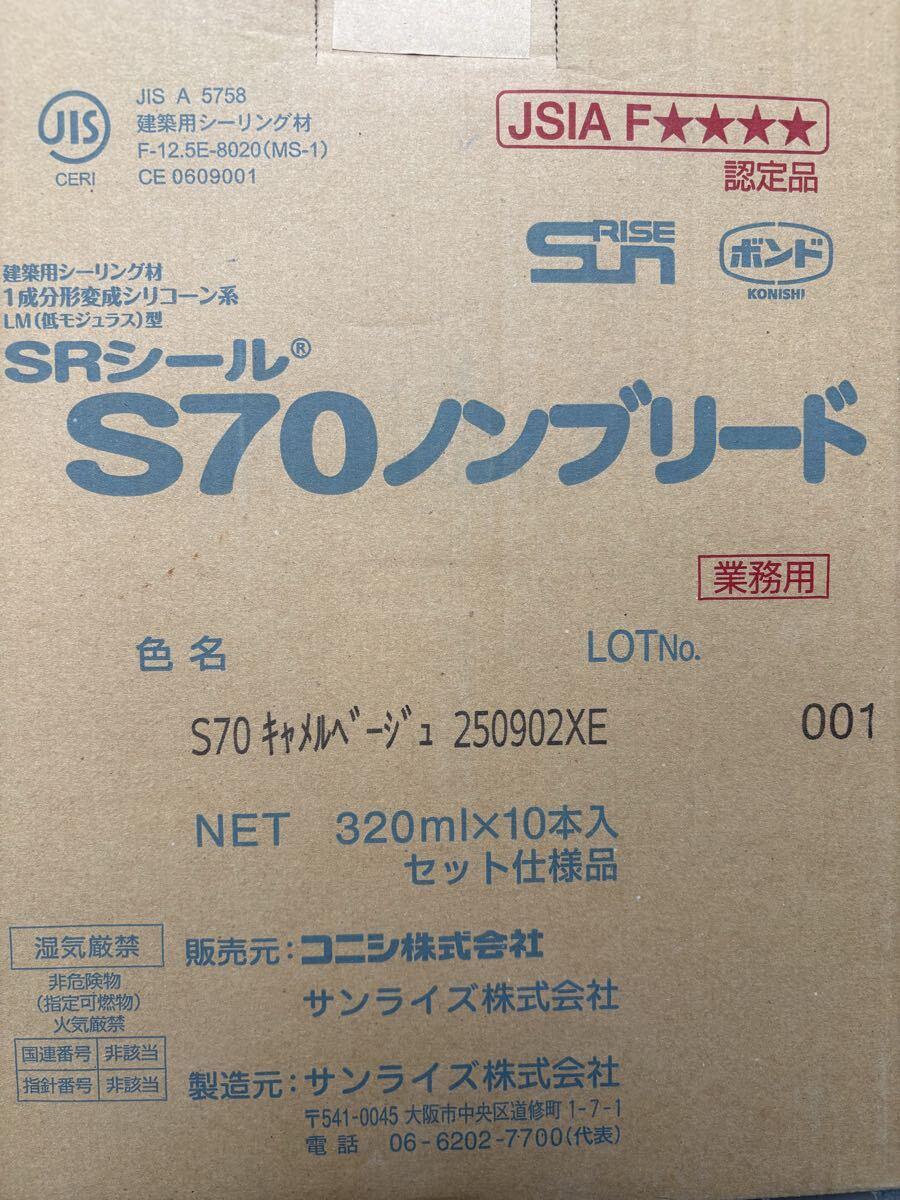 JIS
CERI
JIS A 5758
建築用シーリング材
F-12.5E-8020(MS-1)
CE 0609001
JSIA F★★★★
認定品
SunRISE
ボンド
KONISHI
建築用シーリング材
1成分形変成シリコーン系
LM(低モジュラス)型
SRシール®
S70ノンブリード
業務用
色名
LOTNo.
S70 ｷｬﾒﾙﾍﾞｰｼﾞｭ 250902XE 001
NET 320ml×10本入
セット仕様品
湿気厳禁
非危険物
(指定可燃物)
火気厳禁
国連番号 非該当
指針番号 非該当
販売元:コニシ株式会社
サンライズ株式会社
製造元:サンライズ株式会社
〒541-0045 大阪市中央区道修町 1-7-1
電話 06-6202-7700(代表)